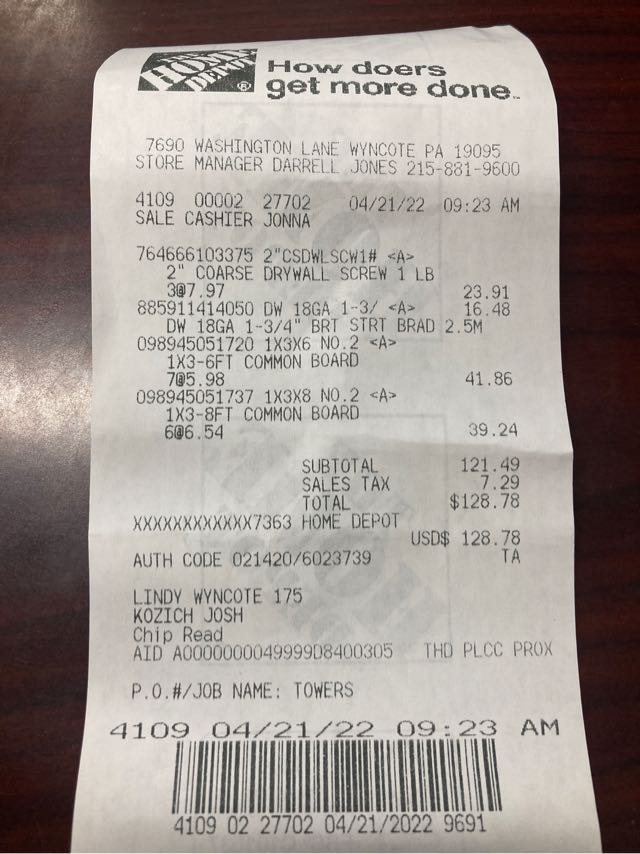 THE HOME DEPOT ® How doers
get more done™
7690 WASHINGTON LANE WYNCOTE PA 19095
STORE MANAGER DARRELL JONES 215-881-9600
4109 00002 27702 04/21/22 09:23 AM
SALE CASHIER JONNA
764666103375 2"CSDWLSCW1# <A>
2" COARSE DRYWALL SCREW 1 LB
3@7.97 23.91
885911414050 DW 18GA 1-3/ <A> 16.48
DW 18GA 1-3/4" BRT STRT BRAD 2.5M
098945051720 1X3X6 NO.2 <A>
1X3-6FT COMMON BOARD
7@5.98 41.86
098945051737 1X3X8 NO.2 <A>
1X3-8FT COMMON BOARD
6@6.54 39.24
SUBTOTAL 121.49
SALES TAX 7.29
TOTAL $128.78
XXXXXXXXXXXX7363 HOME DEPOT
USD$ 128.78
AUTH CODE 021420/6023739 TA
LINDY WYNCOTE 175
KOZICH JOSH
Chip Read
AID A0000000049999D8400305 THD PLCC PROX
P.O.#/JOB NAME: TOWERS
4109 04/21/22 09:23 AM
4109 02 27702 04/21/2022 9691